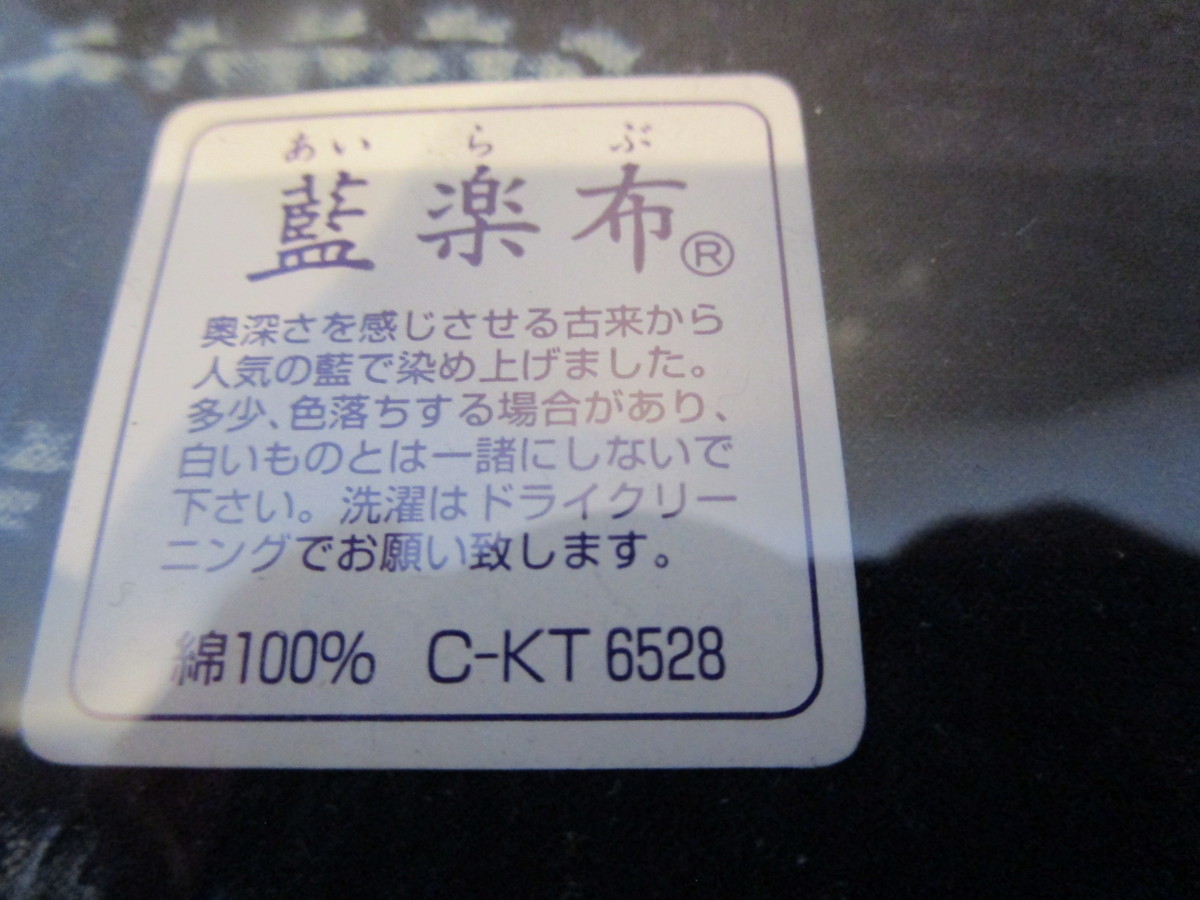 あい ら ぶ
藍楽布®
奥深さを感じさせる古来から
人気の藍で染め上げました。
多少、色落ちする場合があり、
白いものとは一諸にしないで
下さい。洗濯はドライクリー
ニングでお願い致します。
綿100% C-KT 6528